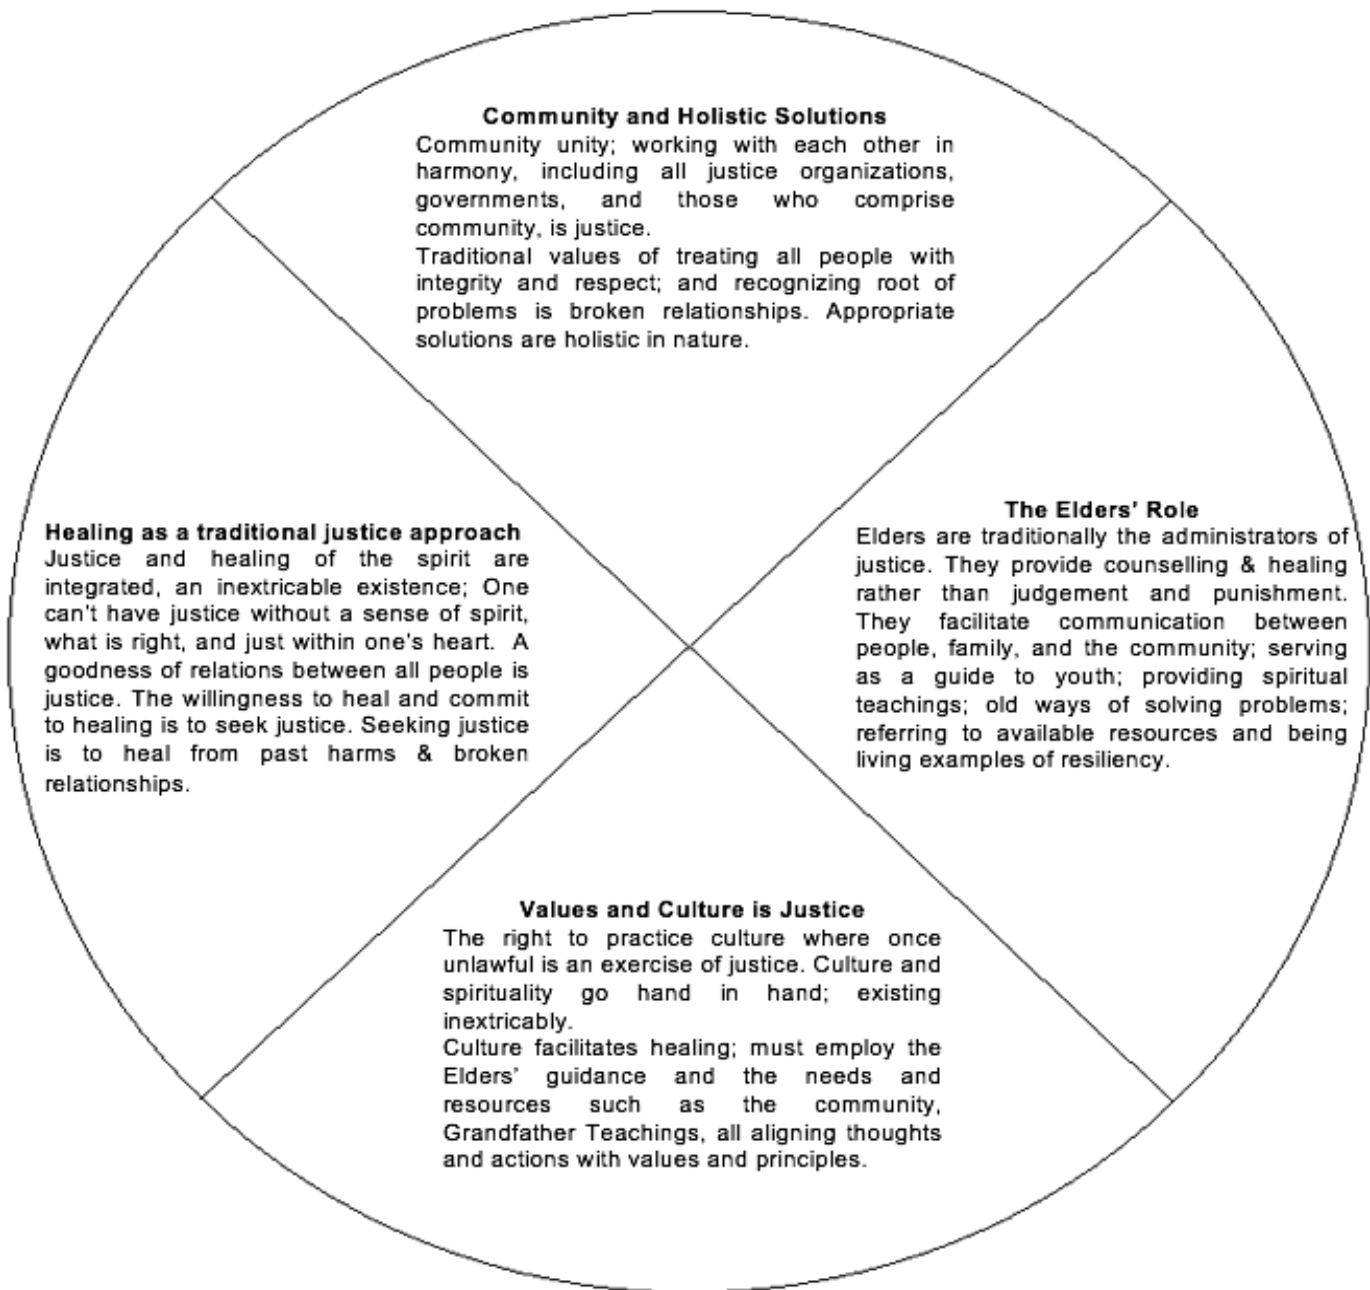 Community and Holistic Solutions
Community unity; working with each other in
harmony, including all justice organizations,
governments, and those who comprise
community, is justice.
Traditional values of treating all people with
integrity and respect; and recognizing root of
problems is broken relationships. Appropriate
solutions are holistic in nature.
Healing as a traditional justice approach
Justice and healing of the spirit are
integrated, an inextricable existence; One
can't have justice without a sense of spirit,
what is right, and just within one's heart. A
goodness of relations between all people is
justice. The willingness to heal and commit
to healing is to seek justice. Seeking justice
is to heal from past harms & broken
relationships.
The Elders' Role
Elders are traditionally the administrators of
justice. They provide counselling & healing
rather than judgement and punishment.
They facilitate communication between
people, family, and the community; serving
as a guide to youth; providing spiritual
teachings; old ways of solving problems;
referring to available resources and being
living examples of resiliency.
Values and Culture is Justice
The right to practice culture where once
unlawful is an exercise of justice. Culture and
spirituality go hand in hand; existing
inextricably.
Culture facilitates healing; must employ the
Elders' guidance and the needs and
resources such as the community,
Grandfather Teachings, all aligning thoughts
and actions with values and principles.